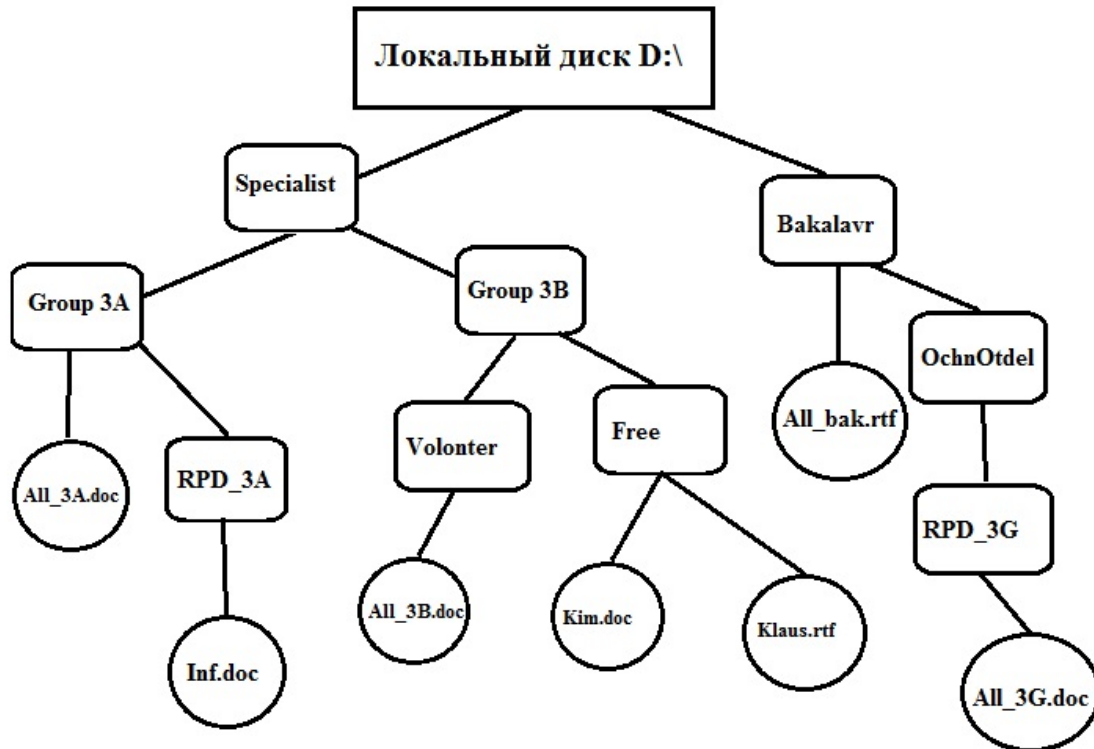 Локальный диск D:\
Specialist
Bakalavr
Group 3A
Group 3B
OchnOtdel
All_bak.rtf
Volonter
Free
All_3A.doc
RPD_3A
RPD_3G
All_3B.doc
Kim.doc
Klaus.rtf
Inf.doc
All_3G.doc